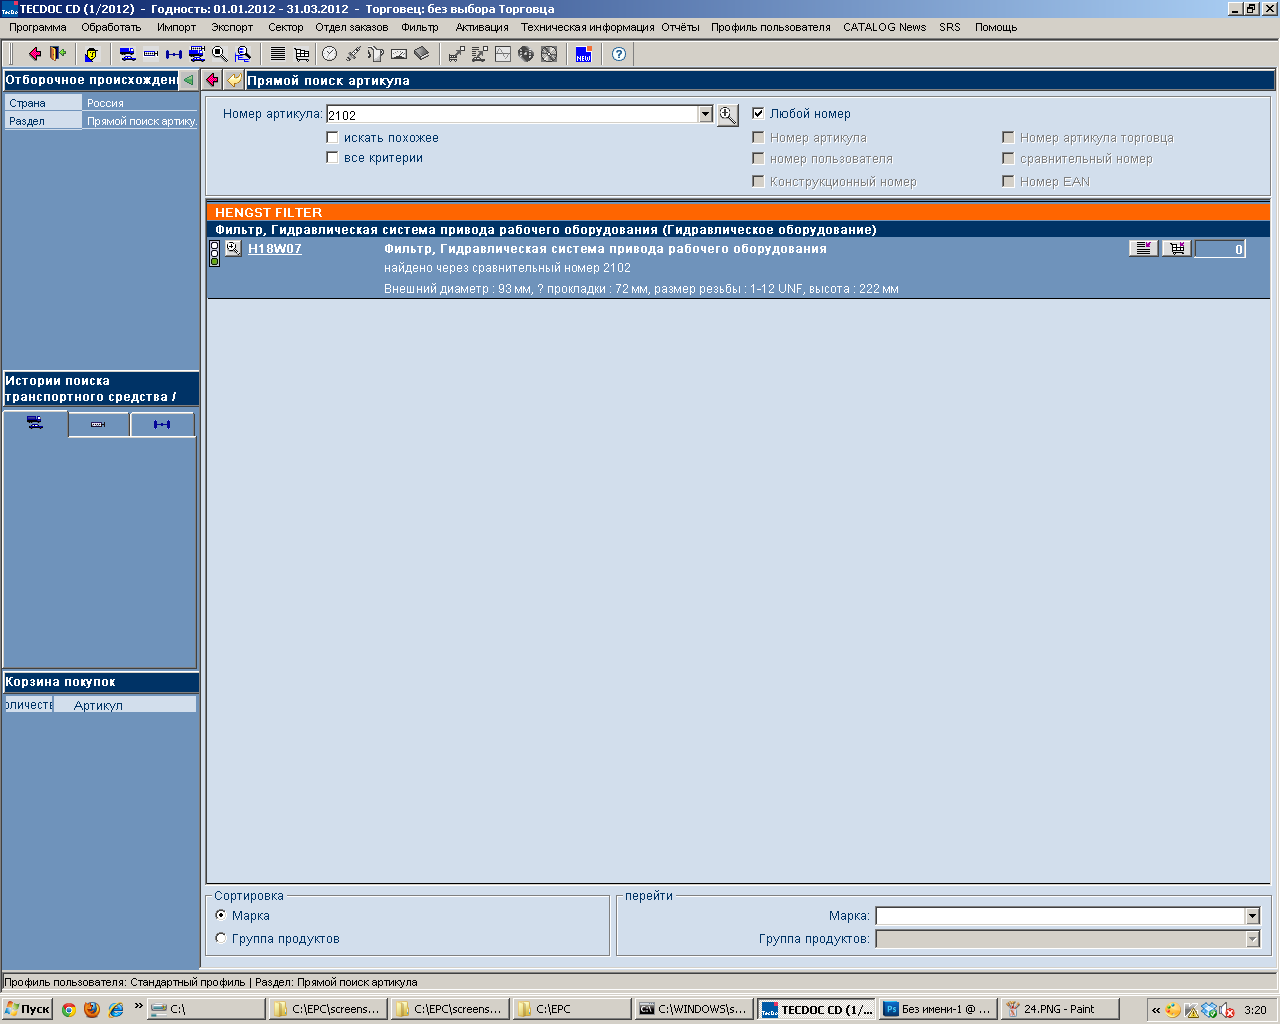 TECDOC CD (1/2012) - Годность: 01.01.2012 - 31.03.2012 - Торговец: без выбора Торговца
Программа Обработать Импорт Экспорт Сектор Отдел заказов Фильтр Активация Техническая информация Отчёты Профиль пользователя CATALOG News SRS Помощь
NEW
Отборочное происхожден
Страна Россия
Раздел Прямой поиск артику.
Прямой поиск артикула
Номер артикула: 2102
искать похожее
все критерии
Любой номер
Номер артикула Номер артикула торговца
номер пользователя сравнительный номер
Конструкционный номер Номер EAN
HENGST FILTER
Фильтр, Гидравлическая система привода рабочего оборудования (Гидравлическое оборудование)
H18W07 Фильтр, Гидравлическая система привода рабочего оборудования 0
найдено через сравнительный номер 2102
Внешний диаметр : 93 мм, ? прокладки : 72 мм, размер резьбы : 1-12 UNF, высота : 222 мм
Истории поиска
транспортного средства /
Корзина покупок
оличест Артикул
Сортировка
Марка
Группа продуктов
перейти
Марка:
Группа продуктов:
Профиль пользователя: Стандартный профиль | Раздел: Прямой поиск артикула
Пуск » C:\ C:\EPC\screens... C:\EPC\screens... C:\EPC C:\WINDOWS\s... TECDOC CD (1/... Без имени-1 @ ... 24.PNG - Paint « 3:20